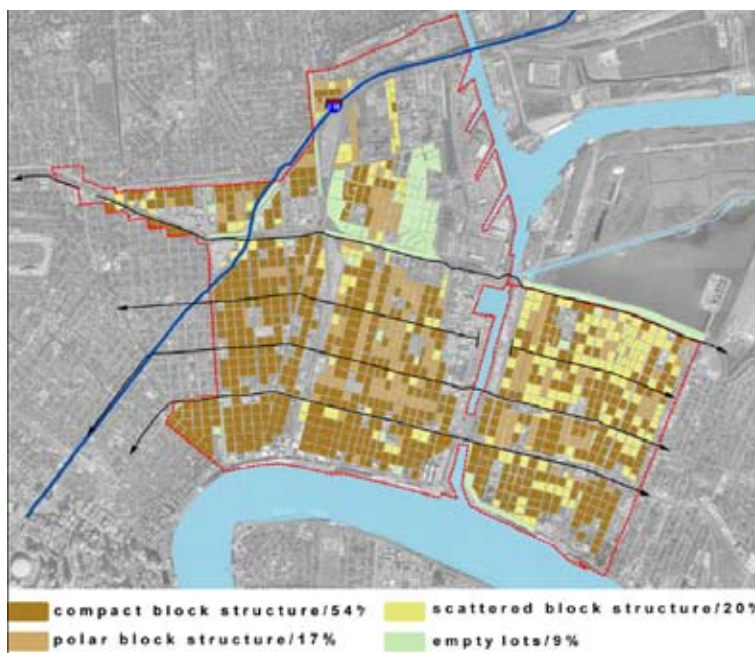 compact block structure/54%
scattered block structure/20%
polar block structure/17%
empty lots/9%